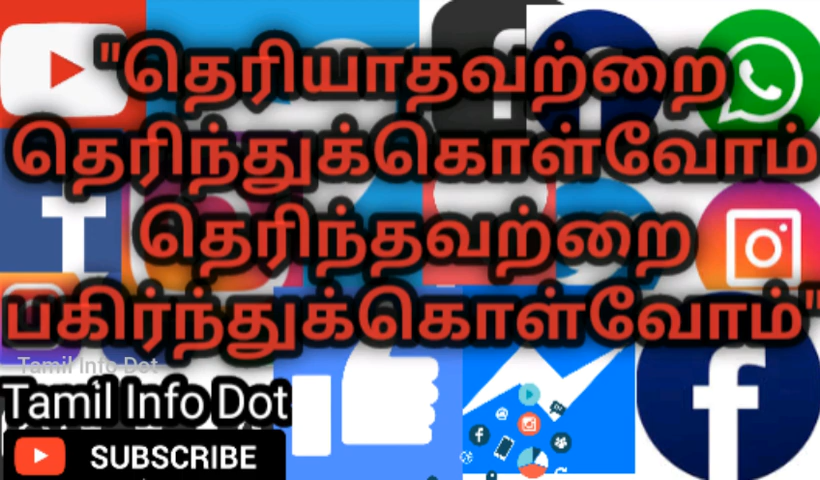 "தெரியாதவற்றை
தெரிந்துக்கொள்வோம்
தெரிந்தவற்றை
பகிர்ந்துக்கொள்வோம்"
Tamil Info Dot
Tamil Info Dot
SUBSCRIBE